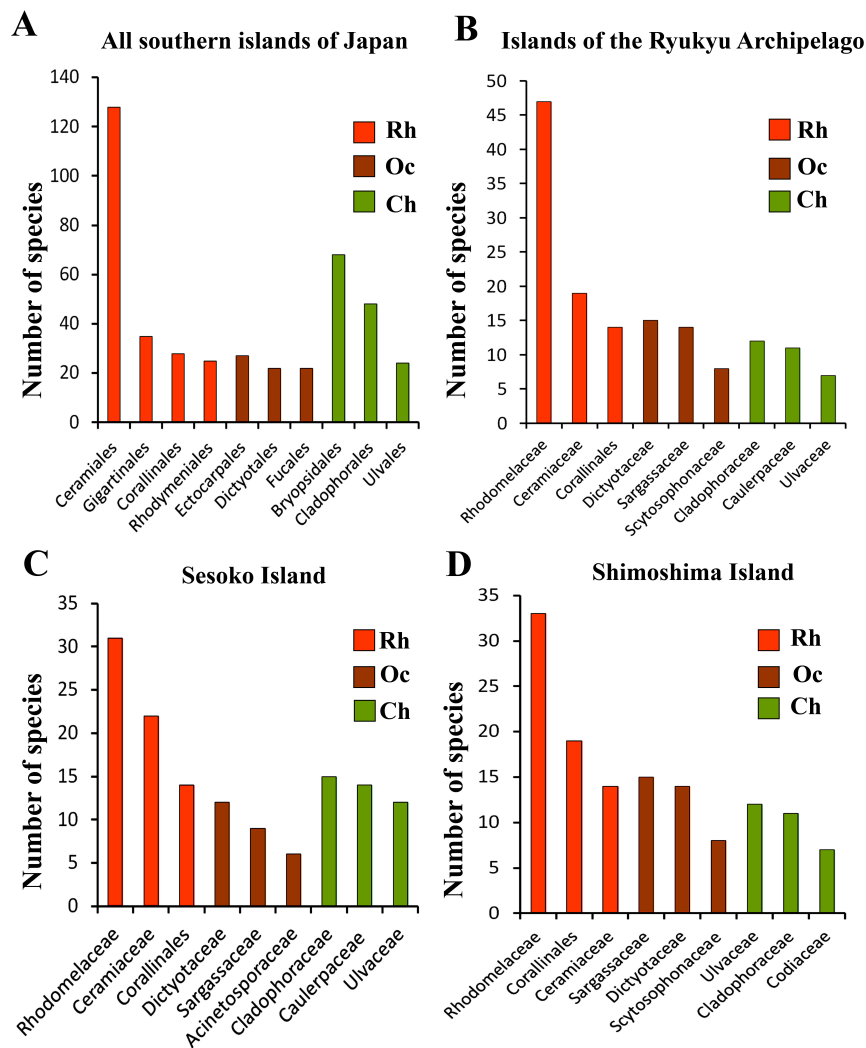 A
All southern islands of Japan
Number of species
140
120
100
80
60
40
20
0
Rh
Oc
Ch
Ceramiales
Gigartinales
Corallinales
Rhodymeniales
Ectocarpales
Dictyotales
Fucales
Bryopsidales
Cladophorales
Ulvales
B
Islands of the Ryukyu Archipelago
Number of species
50
45
40
35
30
25
20
15
10
5
0
Rh
Oc
Ch
Rhodomelaceae
Ceramiaceae
Corallinales
Dictyotaceae
Sargassaceae
Scytosophonaceae
Cladophoraceae
Caulerpaceae
Ulvaceae
C
Sesoko Island
Number of species
35
30
25
20
15
10
5
0
Rh
Oc
Ch
Rhodomelaceae
Ceramiaceae
Corallinales
Dictyotaceae
Sargassaceae
Acinetosporaceae
Cladophoraceae
Caulerpaceae
Ulvaceae
D
Shimoshima Island
Number of species
35
30
25
20
15
10
5
0
Rh
Oc
Ch
Rhodomelaceae
Corallinales
Ceramiaceae
Sargassaceae
Dictyotaceae
Scytosophonaceae
Ulvaceae
Cladophoraceae
Codiaceae